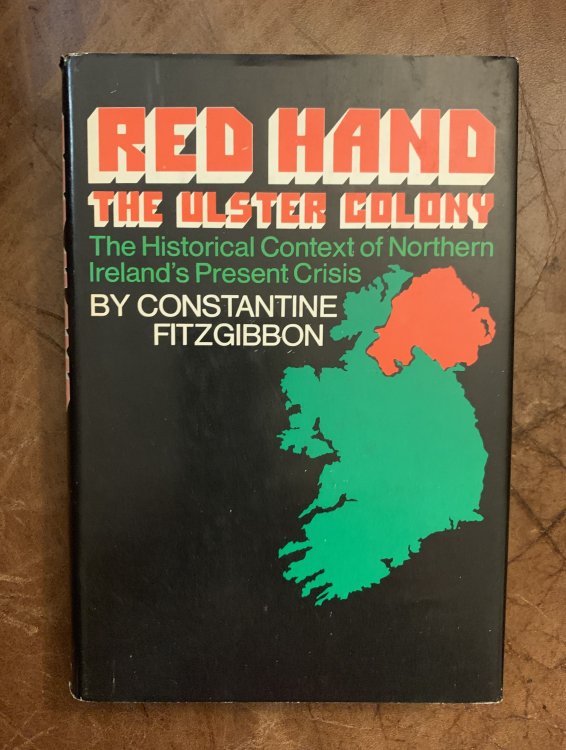 RED HAND
THE ULSTER COLONY
The Historical Context of Northern
Ireland's Present Crisis
BY CONSTANTINE
FITZGIBBON